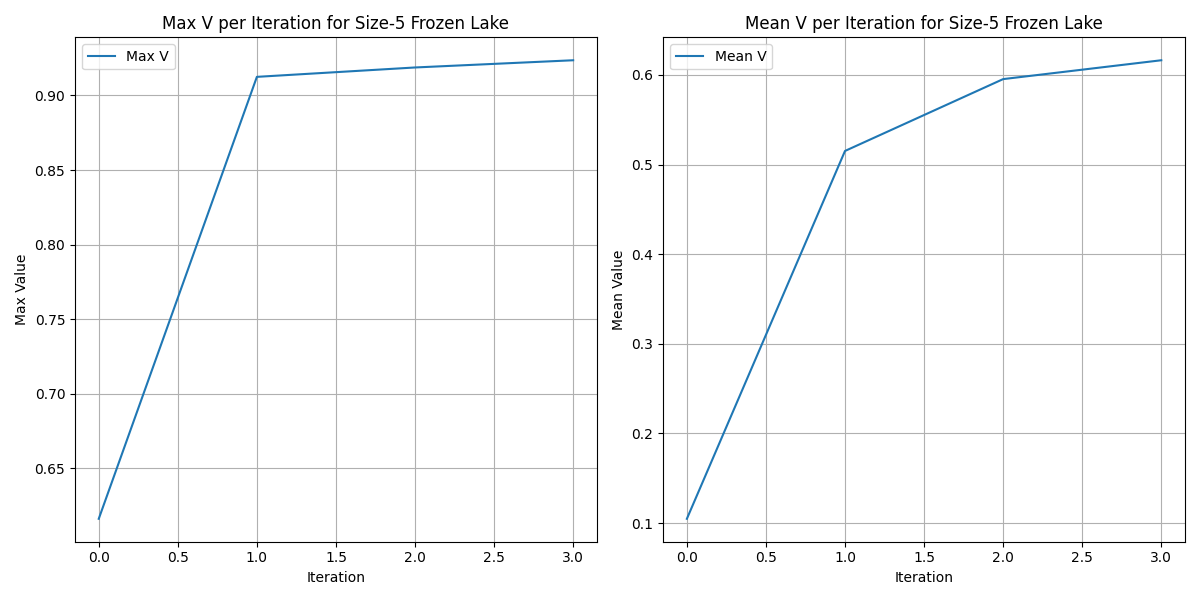 Max V per Iteration for Size-5 Frozen Lake
Max V
0.90
0.85
0.80
0.75
0.70
0.65
Max Value
0.0 0.5 1.0 1.5 2.0 2.5 3.0
Iteration
Mean V per Iteration for Size-5 Frozen Lake
Mean V
0.6
0.5
0.4
0.3
0.2
0.1
Mean Value
0.0 0.5 1.0 1.5 2.0 2.5 3.0
Iteration